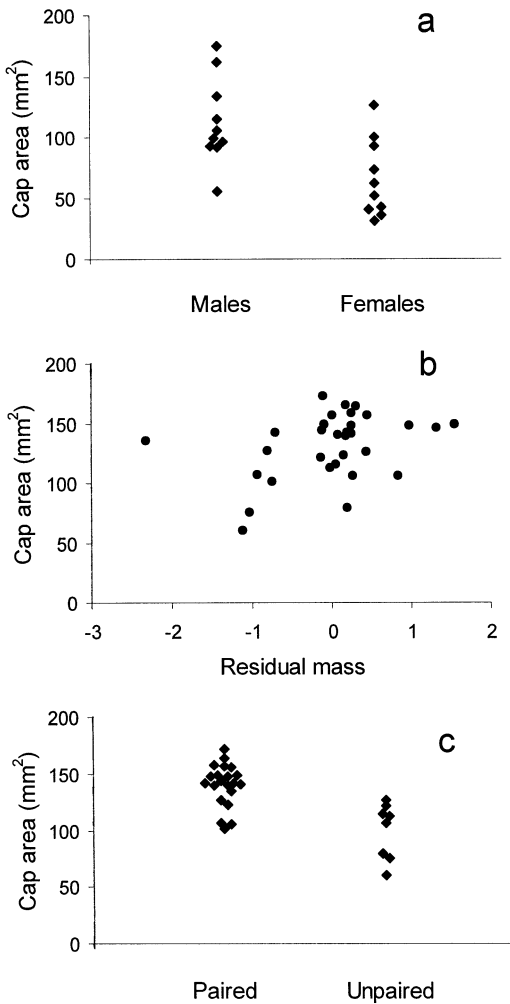 a
200
150
100
50
0
Cap area (mm²)
Males Females
b
200
150
100
50
0
Cap area (mm²)
-3 -2 -1 0 1 2
Residual mass
c
200
150
100
50
0
Cap area (mm²)
Paired Unpaired